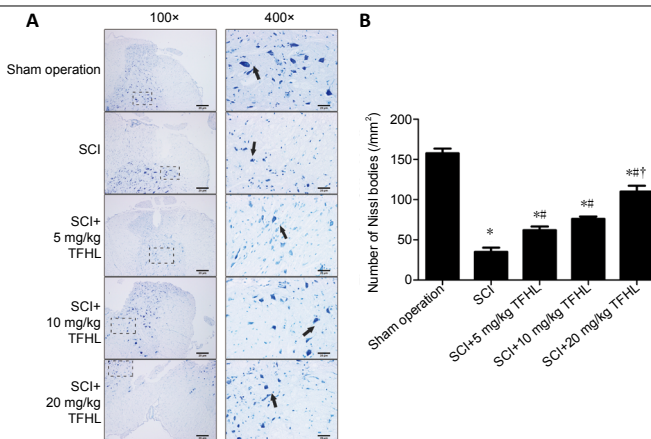 A
100×
400×
Sham operation
SCI
SCI+
5 mg/kg
TFHL
SCI+
10 mg/kg
TFHL
SCI+
20 mg/kg
TFHL
B
Number of Nissl bodies (/mm²)
200
150
100
50
0
*
*#
*#
*#†
Sham operation
SCI
SCI+5 mg/kg TFHL
SCI+10 mg/kg TFHL
SCI+20 mg/kg TFHL